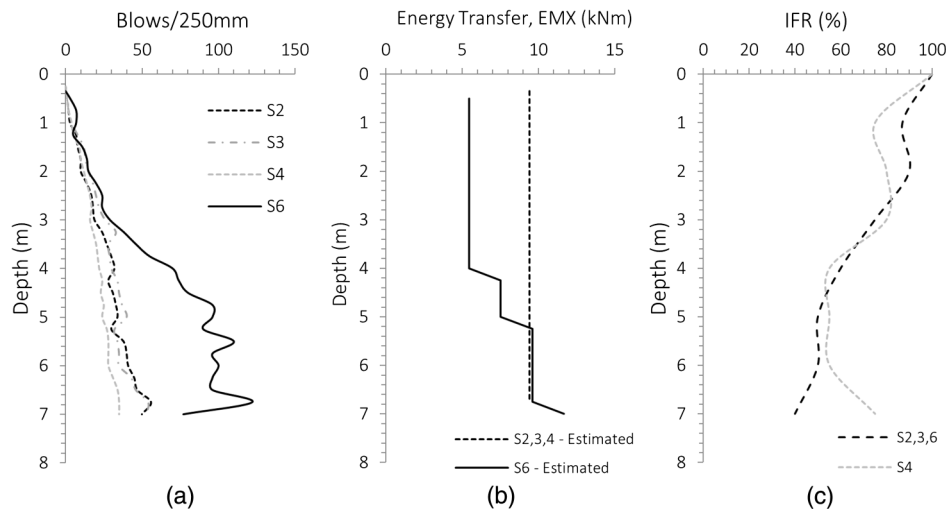 Blows/250mm
0 50 100 150
0
1
2
3
4
5
6
7
8
Depth (m)
S2
S3
S4
S6
(a)
Energy Transfer, EMX (kNm)
0 5 10 15
0
1
2
3
4
5
6
7
8
Depth (m)
S2,3,4 - Estimated
S6 - Estimated
(b)
IFR (%)
0 20 40 60 80 100
0
1
2
3
4
5
6
7
8
Depth (m)
S2,3,6
S4
(c)